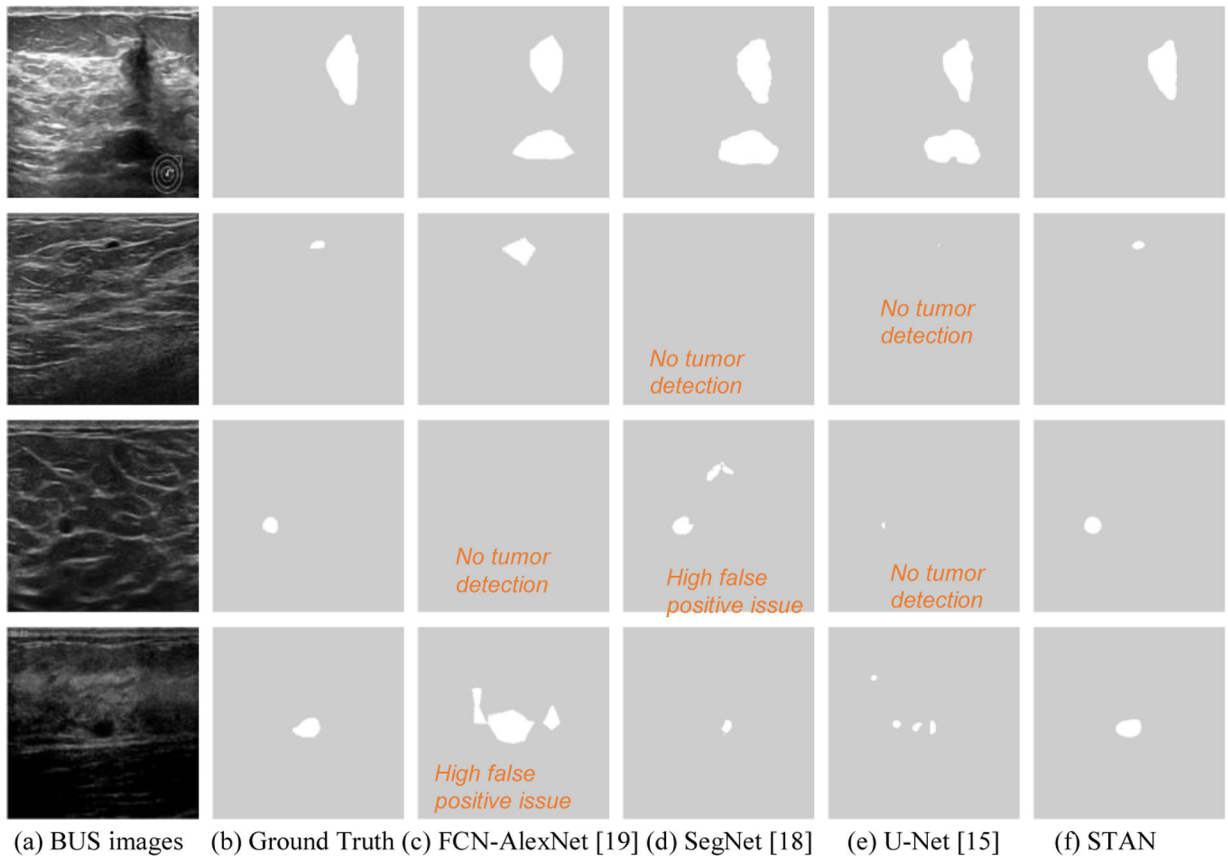 No tumor
detection
No tumor
detection
No tumor
detection
High false
positive issue
No tumor
detection
High false
positive issue
(a) BUS images (b) Ground Truth (c) FCN-AlexNet [19] (d) SegNet [18] (e) U-Net [15] (f) STAN